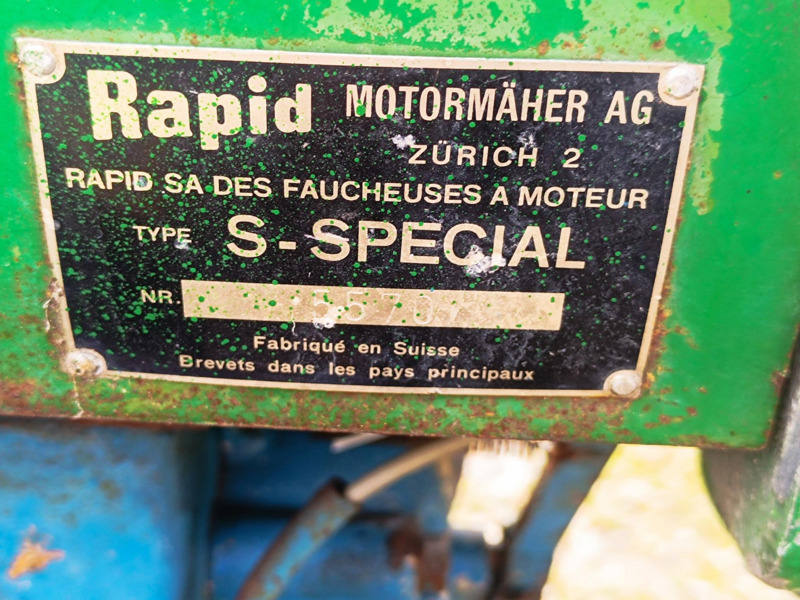 Rapid MOTORMÄHER AG
ZÜRICH 2
RAPID SA DES FAUCHEUSES A MOTEUR
TYPE S-SPECIAL
NR.
Fabriqué en Suisse
Brevets dans les pays principaux